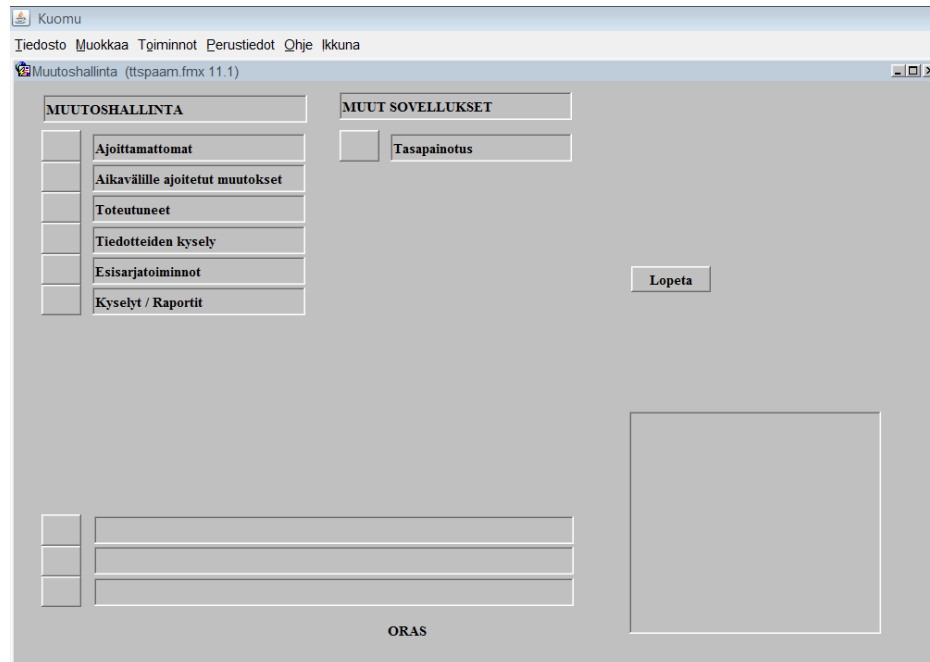 Kuomu
Tiedosto Muokkaa Toiminnot Perustiedot Ohje Ikkuna
Muutoshallinta (ttspaam.fmx 11.1)
MUUTOSHALLINTA
MUUT SOVELLUKSET
Ajoittamattomat
Tasapainotus
Aikavälille ajoitetut muutokset
Toteutuneet
Tiedotteiden kysely
Esisarjatoiminnot
Lopeta
Kyselyt / Raportit
ORAS